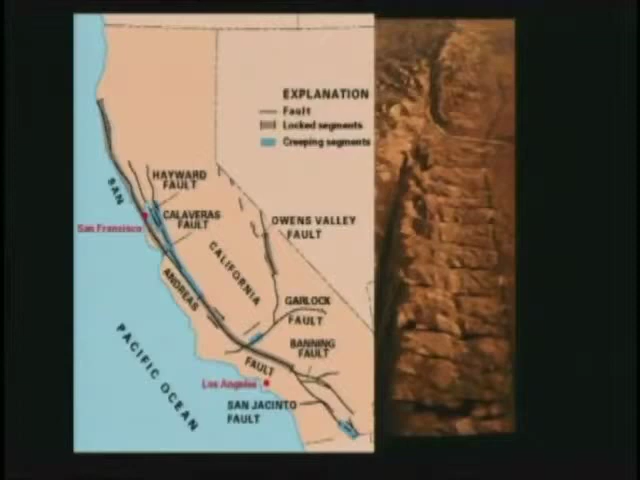 EXPLANATION
Fault
Locked segments
Creeping segments
HAYWARD
FAULT
SAN
CALAVERAS
FAULT
San Francisco
OWENS VALLEY
FAULT
CALIFORNIA
ANDREAS
GARLOCK
FAULT
BANNING
FAULT
PACIFIC OCEAN
FAULT
Los Angeles
SAN JACINTO
FAULT